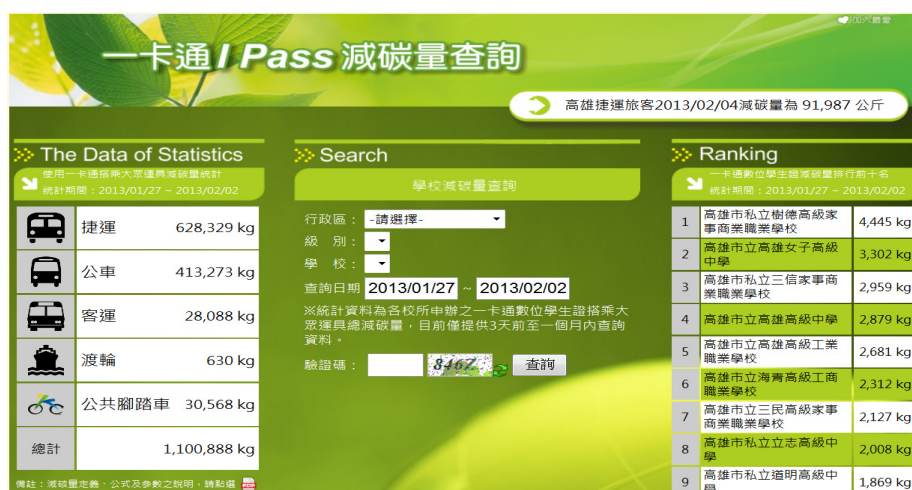 加入最愛
一卡通 I Pass 減碳量查詢
高雄捷運旅客2013/02/04減碳量為 91,987 公斤
The Data of Statistics
使用一卡通搭乘大眾運具減碳量統計
統計期間：2013/01/27 ~ 2013/02/02
捷運 628,329 kg
公車 413,273 kg
客運 28,088 kg
渡輪 630 kg
公共腳踏車 30,568 kg
總計 1,100,888 kg
備註：減碳量定義、公式及參數之說明，請點選
Search
學校減碳量查詢
行政區： -請選擇-
級 別：
學 校：
查詢日期 2013/01/27 ~ 2013/02/02
※統計資料為各校所申辦之一卡通數位學生證搭乘大
眾運具總減碳量，目前僅提供3天前至一個月內查詢
資料。
驗證碼： 8467 查詢
Ranking
一卡通數位學生證減碳量排行前十名
統計期間：2013/01/27 ~ 2013/02/02
1 高雄市私立樹德高級家
事商業職業學校 4,445 kg
2 高雄市立高雄女子高級
中學 3,302 kg
3 高雄市私立三信家事商
業職業學校 2,959 kg
4 高雄市立高雄高級中學 2,879 kg
5 高雄市立高雄高級工業
職業學校 2,681 kg
6 高雄市立海青高級工商
職業學校 2,312 kg
7 高雄市立三民高級家事
商業職業學校 2,127 kg
8 高雄市私立立志高級中
學 2,008 kg
9 高雄市私立道明高級中
學 1,869 kg